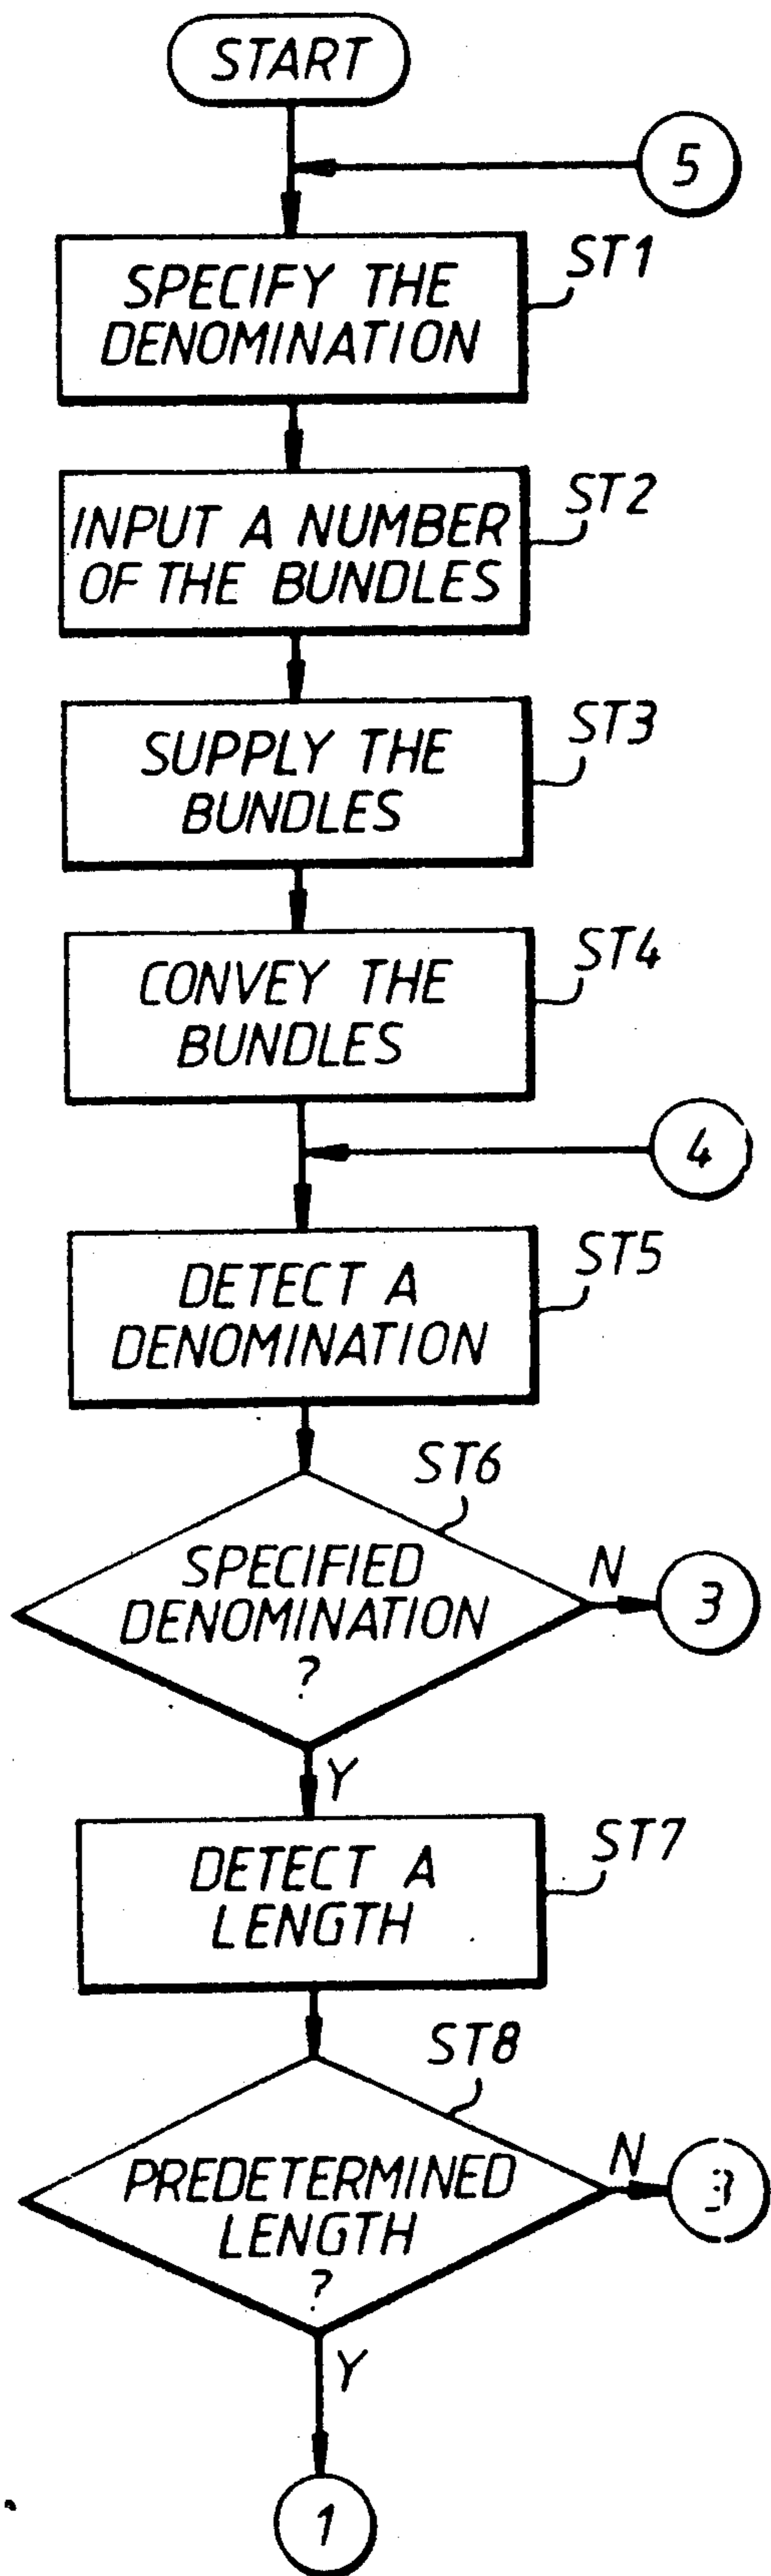 START
5
ST1
SPECIFY THE
DENOMINATION
ST2
INPUT A NUMBER
OF THE BUNDLES
ST3
SUPPLY THE
BUNDLES
ST4
CONVEY THE
BUNDLES
4
ST5
DETECT A
DENOMINATION
ST6
SPECIFIED
DENOMINATION
?
N
3
Y
ST7
DETECT A
LENGTH
ST8
PREDETERMINED
LENGTH
?
N
3
Y
1